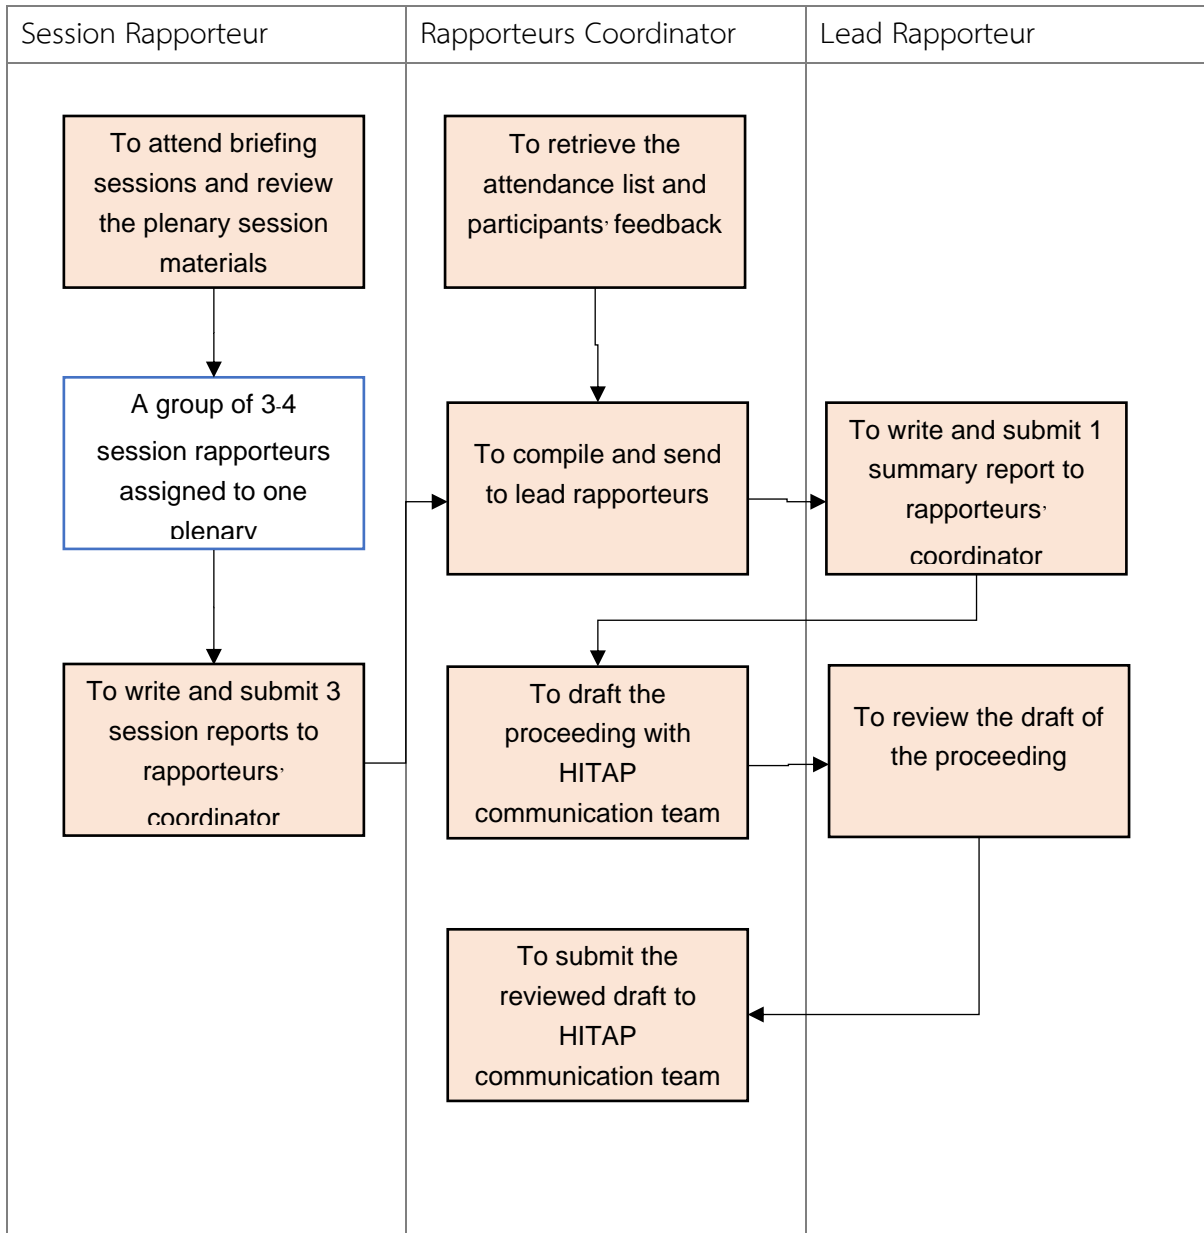 Session Rapporteur
Rapporteurs Coordinator
Lead Rapporteur
To attend briefing
sessions and review
the plenary session
materials
To retrieve the
attendance list and
participants, feedback
A group of 3-4
session rapporteurs
assigned to one
plenary
To compile and send
to lead rapporteurs
To write and submit 1
summary report to
rapporteurs,
coordinator
To write and submit 3
session reports to
rapporteurs,
coordinator
To draft the
proceeding with
HITAP
communication team
To review the draft of
the proceeding
To submit the
reviewed draft to
HITAP
communication team